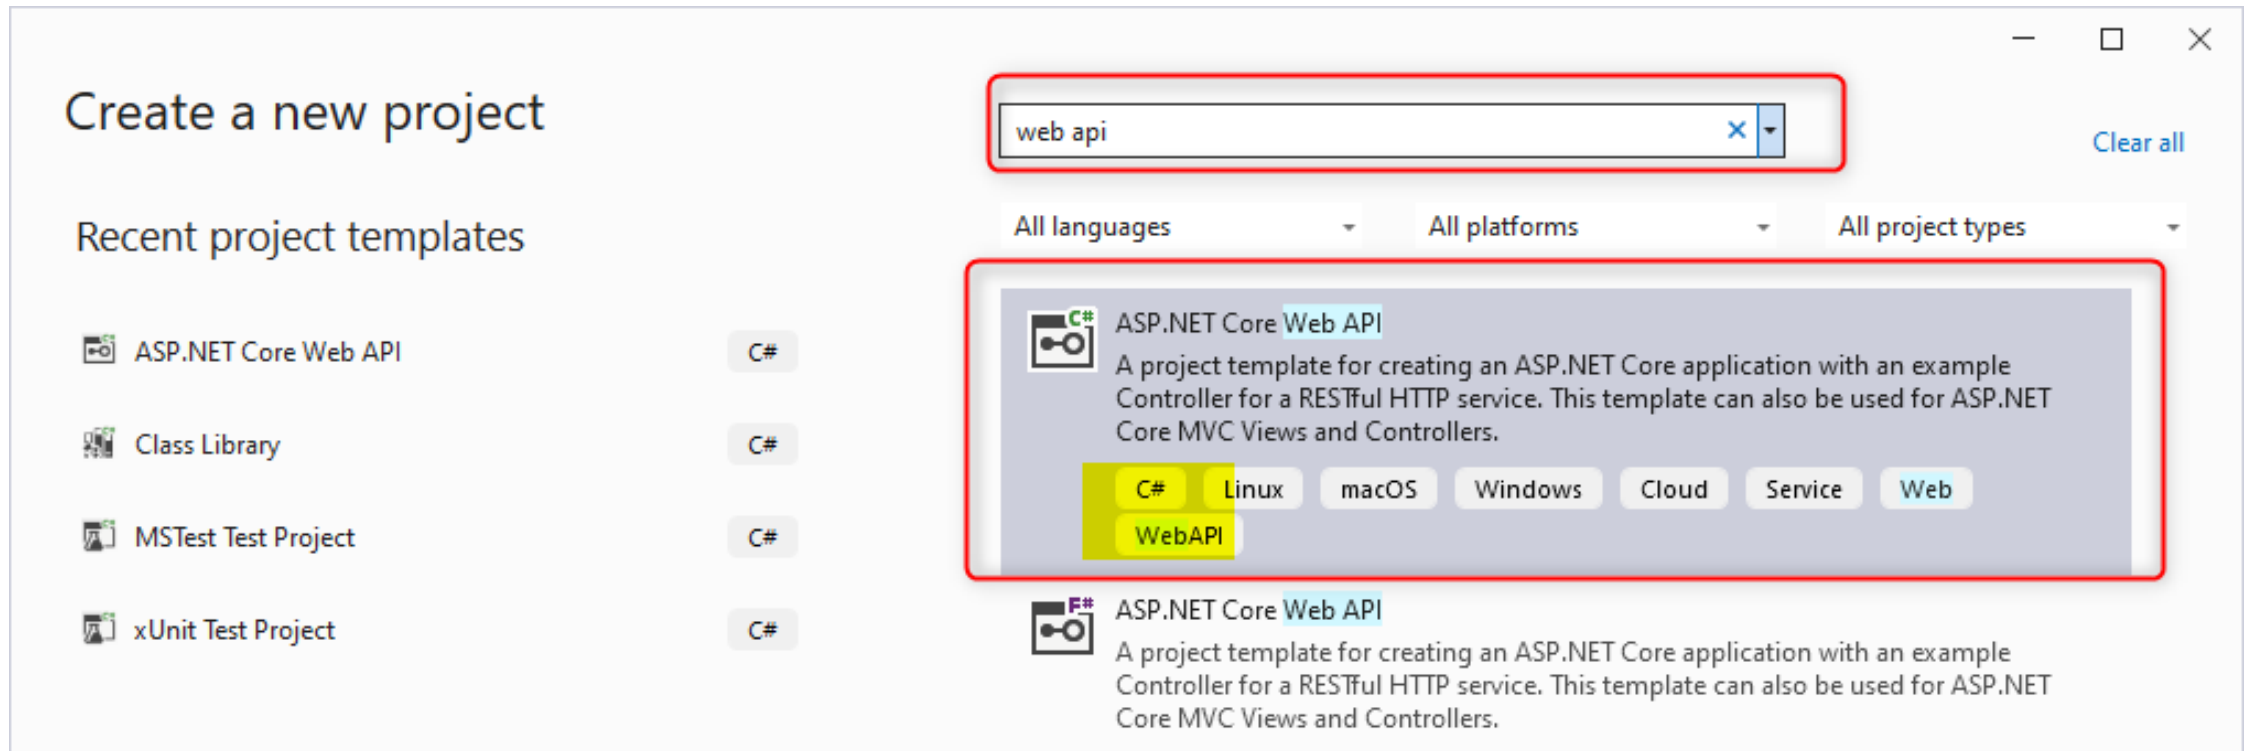 Create a new project
web api
Clear all
Recent project templates
All languages
All platforms
All project types
ASP.NET Core Web API
C#
Class Library
C#
MSTest Test Project
C#
xUnit Test Project
C#
C#
ASP.NET Core Web API
A project template for creating an ASP.NET Core application with an example
Controller for a RESTful HTTP service. This template can also be used for ASP.NET
Core MVC Views and Controllers.
C# Linux macOS Windows Cloud Service Web
WebAPI
F#
ASP.NET Core Web API
A project template for creating an ASP.NET Core application with an example
Controller for a RESTful HTTP service. This template can also be used for ASP.NET
Core MVC Views and Controllers.